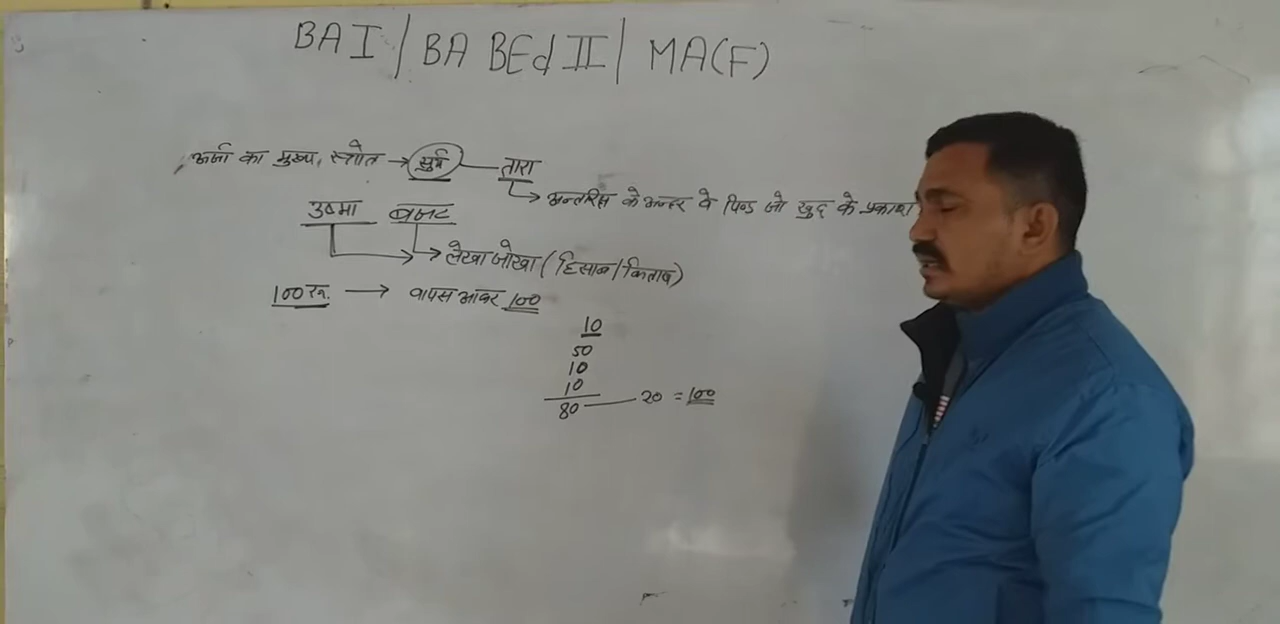 BA I / BA BEd II / MA(F)
ऊर्जा का मुख्य स्त्रोत → सुर्य — तारा
→ अन्तरिक्ष के अन्दर वे पिण्ड जो खुद के प्रकाश
उष्मा बजट
→ लेखा जोखा ( हिसाब/किताब)
100 रू. → वापस आकर 100
10
50
10
10
80 — 20 = 100